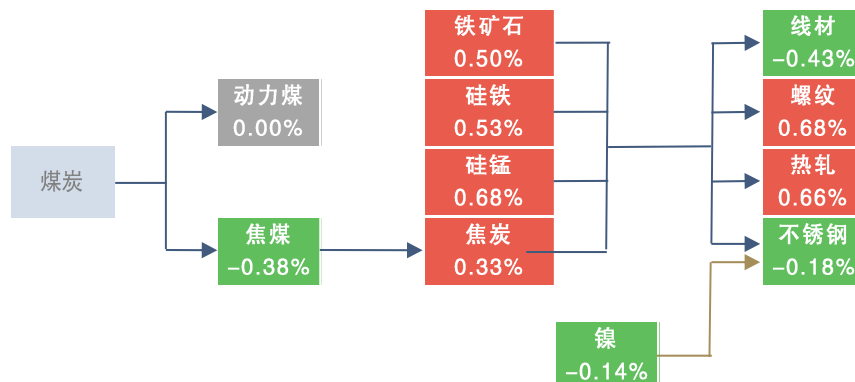 煤炭
动力煤
0.00%
焦煤
-0.38%
铁矿石
0.50%
硅铁
0.53%
硅锰
0.68%
焦炭
0.33%
镍
-0.14%
线材
-0.43%
螺纹
0.68%
热轧
0.66%
不锈钢
-0.18%